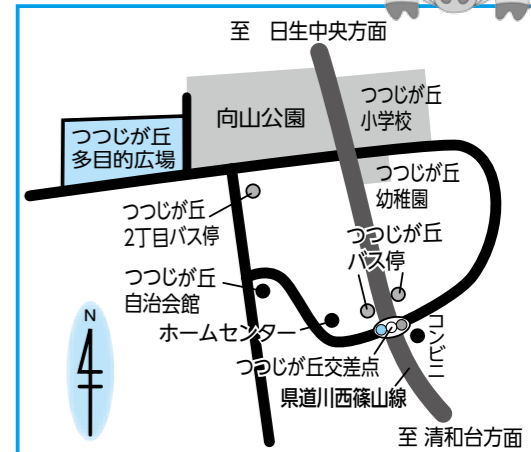 至 日生中央方面
つつじが丘
小学校
向山公園
つつじが丘
多目的広場
つつじが丘
幼稚園
つつじが丘
2丁目バス停
つつじが丘
バス停
つつじが丘
自治会館
ホームセンター
コンビニ
つつじが丘交差点
県道川西篠山線
至 清和台方面
N